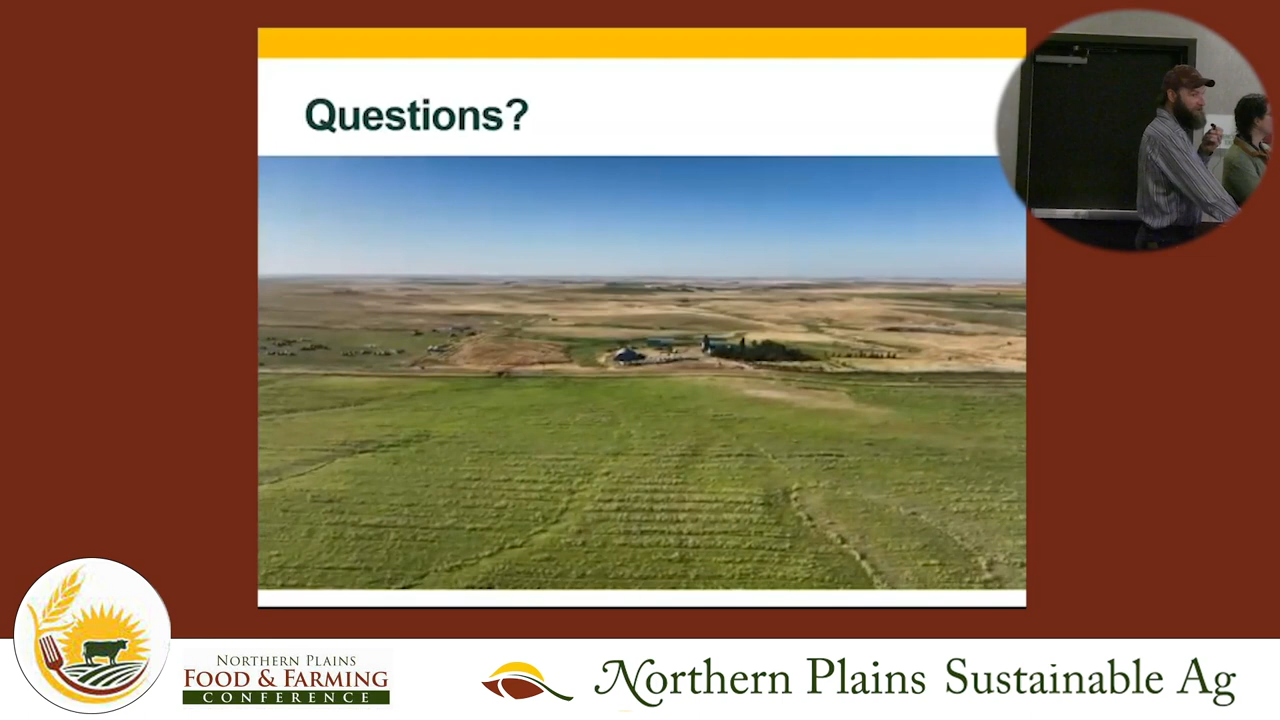 Questions?
NORTHERN PLAINS
FOOD & FARMING
CONFERENCE
Northern Plains Sustainable Ag